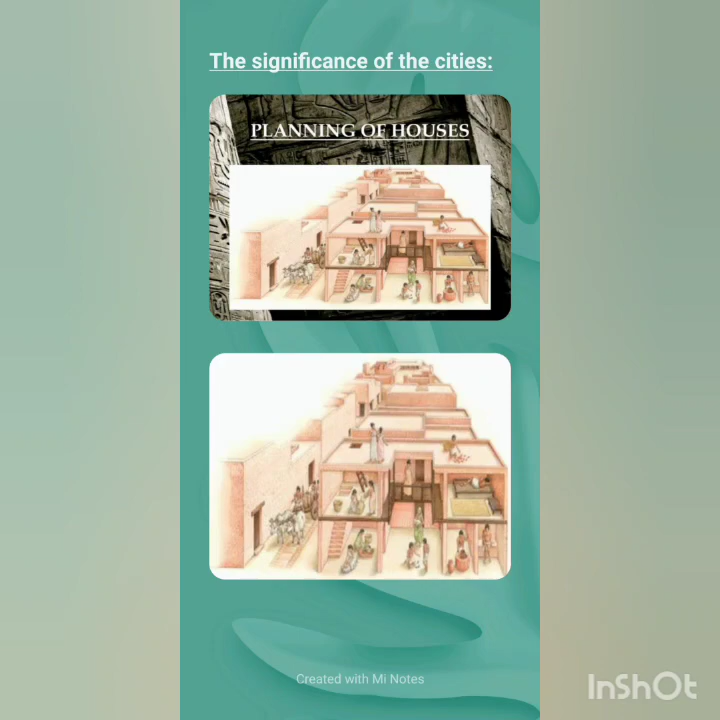 The significance of the cities:
PLANNING OF HOUSES
Created with Mi Notes
InShOt